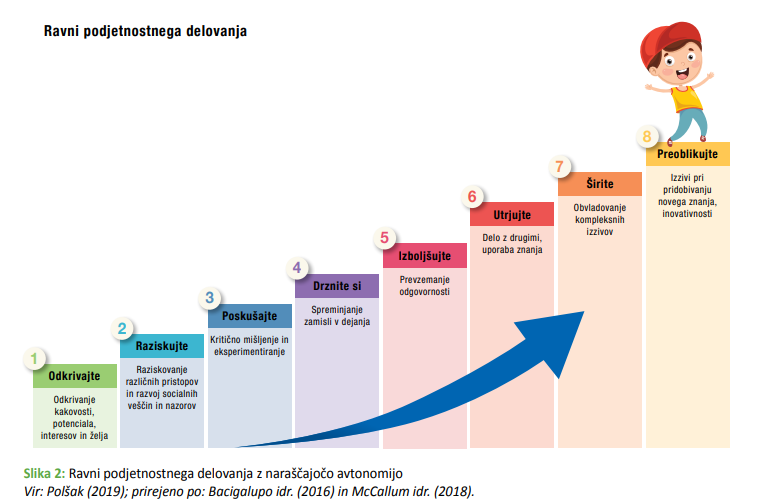 Ravni podjetnostnega delovanja
1
Odkrivajte
Odkrivanje
kakovosti,
potenciala,
interesov in želja
2
Raziskujte
Raziskovanje
različnih pristopov
in razvoj socialnih
veščin in nazorov
3
Poskušajte
Kritično mišljenje in
eksperimentiranje
4
Drznite si
Spreminjanje
zamisli v dejanja
5
Izboljšujte
Prevzemanje
odgovornosti
6
Utrjujte
Delo z drugimi,
uporaba znanja
7
Širite
Obvladovanje
kompleksnih
izzivov
8
Preoblikujte
Izzivi pri
pridobivanju
novega znanja,
inovativnosti
Slika 2: Ravni podjetnostnega delovanja z naraščajočo avtonomijo
Vir: Polšak (2019); prirejeno po: Bacigalupo idr. (2016) in McCallum idr. (2018).